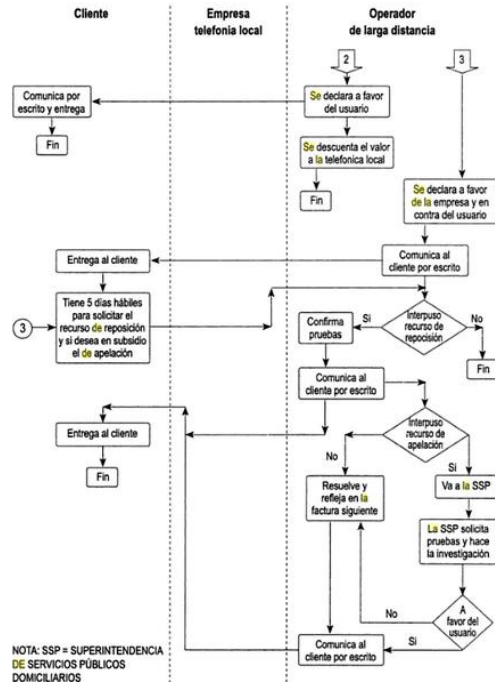 Cliente
Empresa
telefonia local
Operador
de larga distancia
2
3
Comunica por
escrito y entrega
Fin
Se declara a favor
del usuario
Se descuenta el valor
a la telefonica local
Fin
Se declara a favor
de la empresa y en
contra del usuario
Comunica al
cliente por escrito
Entrega al cliente
3
Tiene 5 días hábiles
para solicitar el
recurso de reposición
y si desea en subsidio
el de apelación
Interpuso
recurso de
reposición
Si
No
Fin
Confirma
pruebas
Comunica al
cliente por escrito
Interpuso
recurso de
apelación
Entrega al cliente
Fin
No
Si
Resuelve y
refleja en la
factura siguiente
Va a la SSP
La SSP solicita
pruebas y hace
la investigación
A
favor del
usuario
No
Si
Comunica al
cliente por escrito
NOTA: SSP = SUPERINTENDENCIA
DE SERVICIOS PÚBLICOS
DOMICILIARIOS